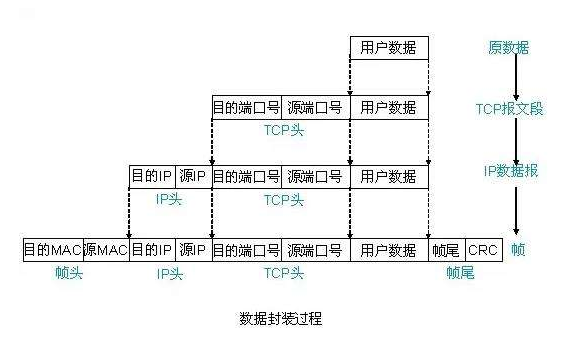 用户数据 原数据
目的端口号 源端口号 用户数据 TCP报文段
TCP头
目的IP 源IP 目的端口号 源端口号 用户数据 IP数据报
IP头 TCP头
目的MAC 源MAC 目的IP 源IP 目的端口号 源端口号 用户数据 帧尾 CRC 帧
帧头 IP头 TCP头 帧尾
数据封装过程